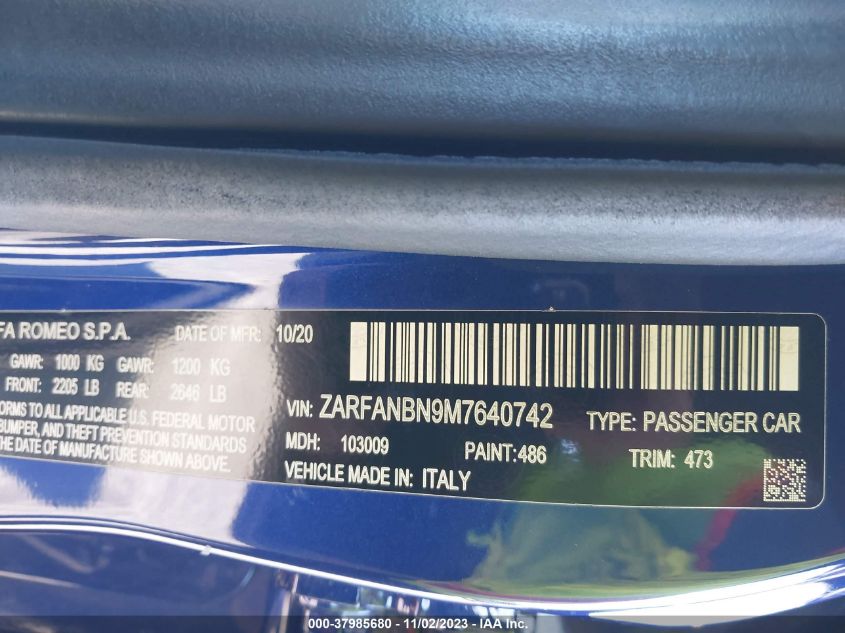 FA ROMEO S.P.A. DATE OF MFR: 10/20
GAWR: 1000 KG GAWR: 1200 KG
FRONT: 2205 LB REAR: 2646 LB
ORMS TO ALL APPLICABLE U.S. FEDERAL MOTOR
BUMPER, AND THEFT PREVENTION STANDARDS
THE DATE OF MANUFACTURE SHOWN ABOVE.
VIN: ZARFANBN9M7640742 TYPE: PASSENGER CAR
MDH: 103009 PAINT:486 TRIM: 473
VEHICLE MADE IN: ITALY
000-37985680 - 11/02/2023 - © IAA Inc.